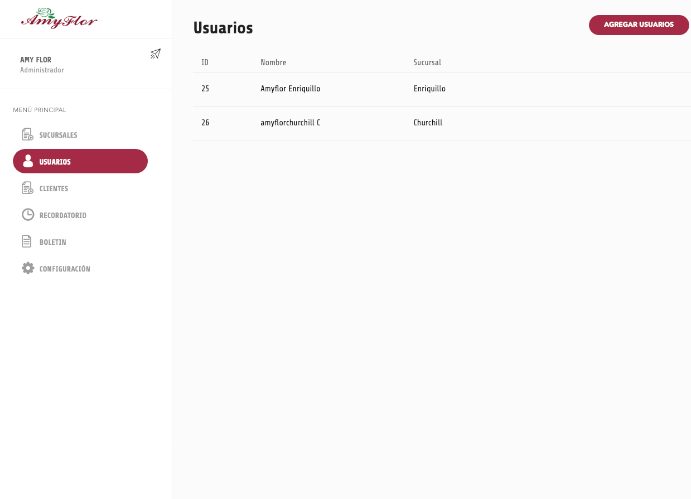 AmyFlor
AMY FLOR
Administrador
MENÚ PRINCIPAL
SUCURSALES
USUARIOS
CLIENTES
RECORDATORIO
BOLETIN
CONFIGURACIÓN
Usuarios
AGREGAR USUARIOS
ID Nombre Sucursal
25 Amyflor Enriquillo Enriquillo
26 amyflorchurchill C Churchill